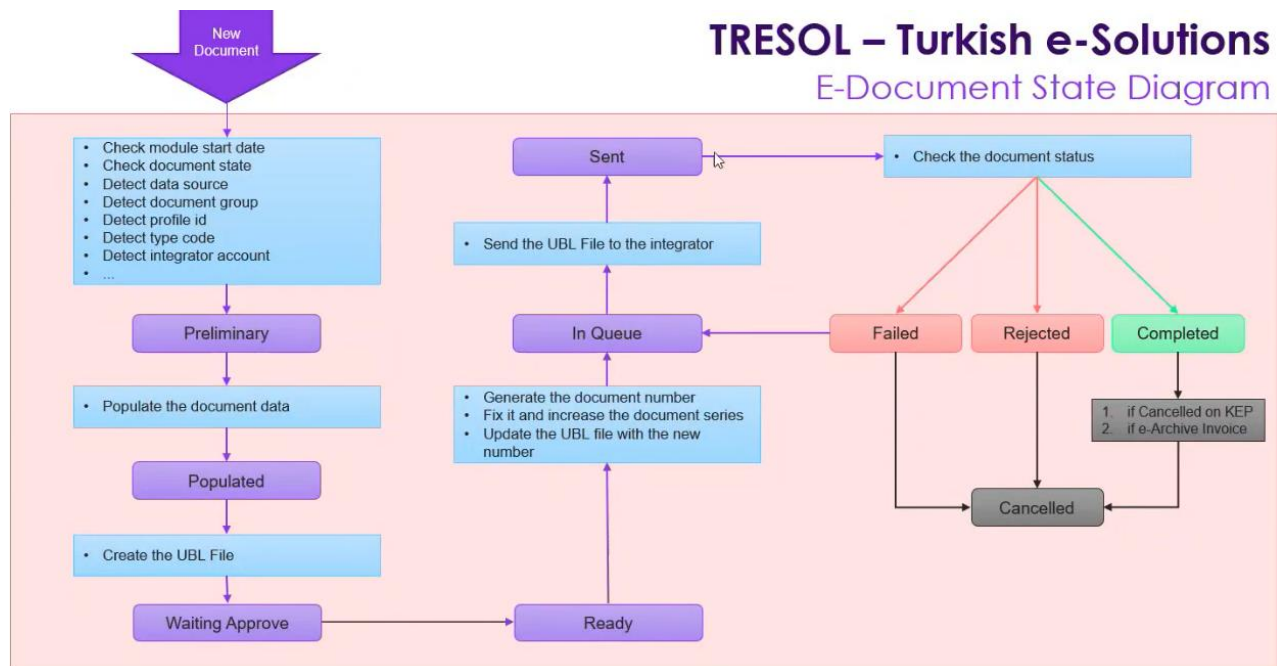 New
Document
TRESOL – Turkish e-Solutions
E-Document State Diagram
• Check module start date
• Check document state
• Detect data source
• Detect document group
• Detect profile id
• Detect type code
• Detect integrator account
• ...
Preliminary
• Populate the document data
Populated
• Create the UBL File
Waiting Approve
Ready
• Generate the document number
• Fix it and increase the document series
• Update the UBL file with the new
number
In Queue
• Send the UBL File to the integrator
Sent
• Check the document status
Failed
Rejected
Completed
1. if Cancelled on KEP
2. if e-Archive Invoice
Cancelled